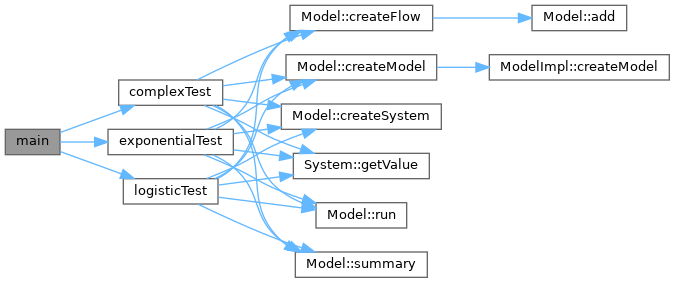 main
complexTest
exponentialTest
logisticTest
Model::createFlow
Model::createModel
Model::createSystem
System::getValue
Model::run
Model::summary
Model::add
ModelImpl::createModel